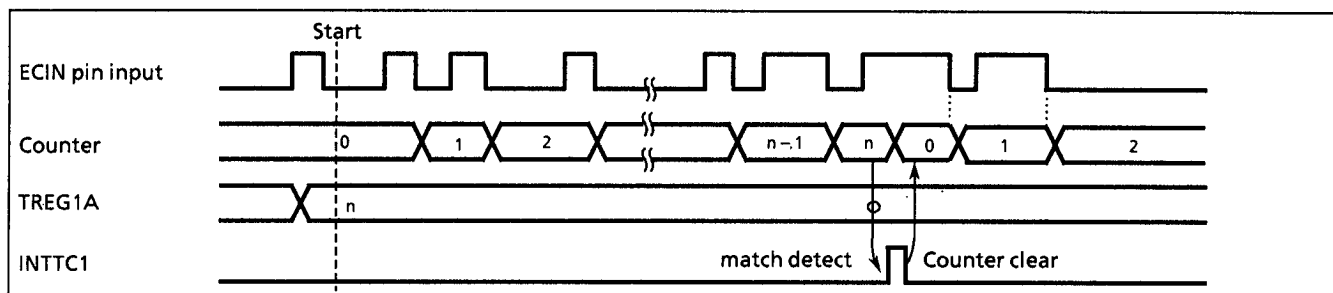 Start
ECIN pin input
Counter 0 1 2 n–1 n 0 1 2
TREG1A n
INTTC1 match detect Counter clear